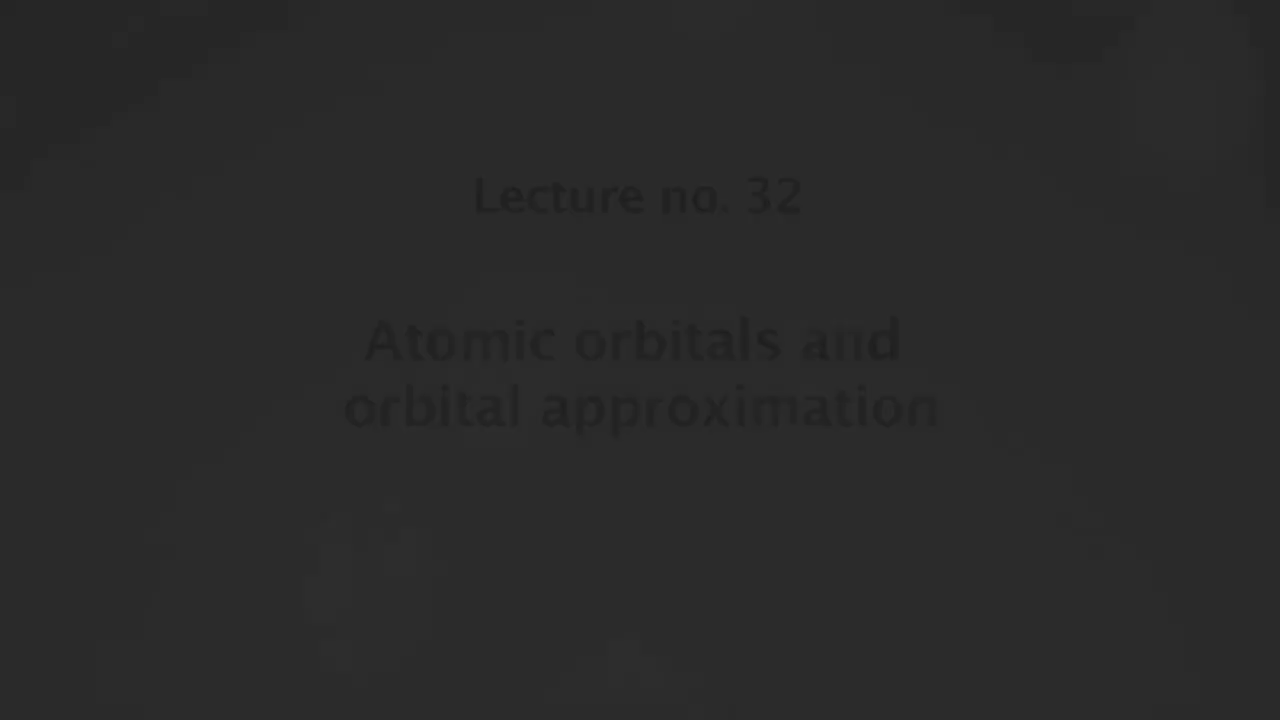 Lecture no. 32
Atomic orbitals and
orbital approximation